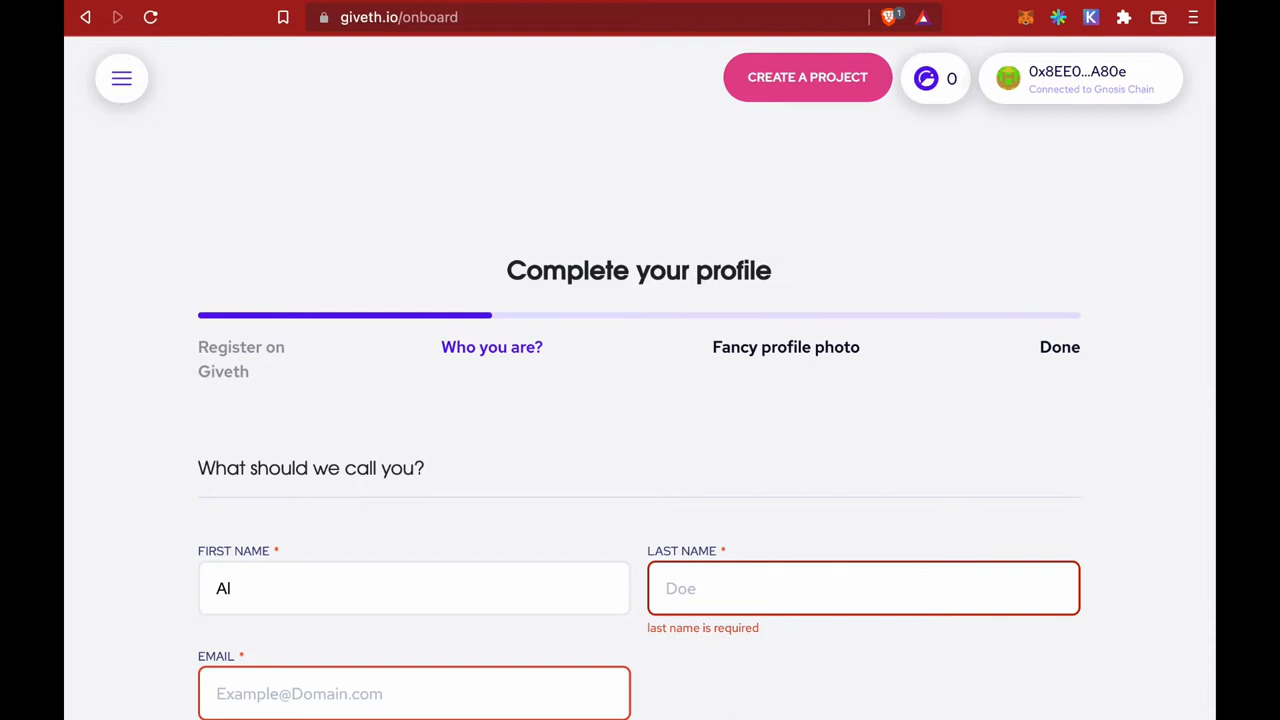 giveth.io/onboard
1
K
CREATE A PROJECT
0
0x8EE0...A80e
Connected to Gnosis Chain
Complete your profile
Register on
Giveth
Who you are?
Fancy profile photo
Done
What should we call you?
FIRST NAME *
LAST NAME *
Al
Doe
last name is required
EMAIL *
Example@Domain.com